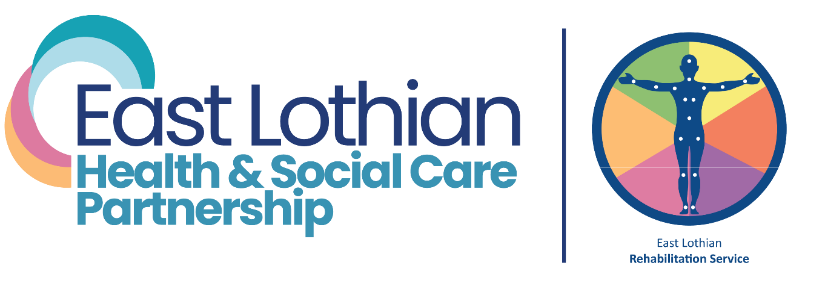 East Lothian
Health & Social Care
Partnership
East Lothian
Rehabilitation Service